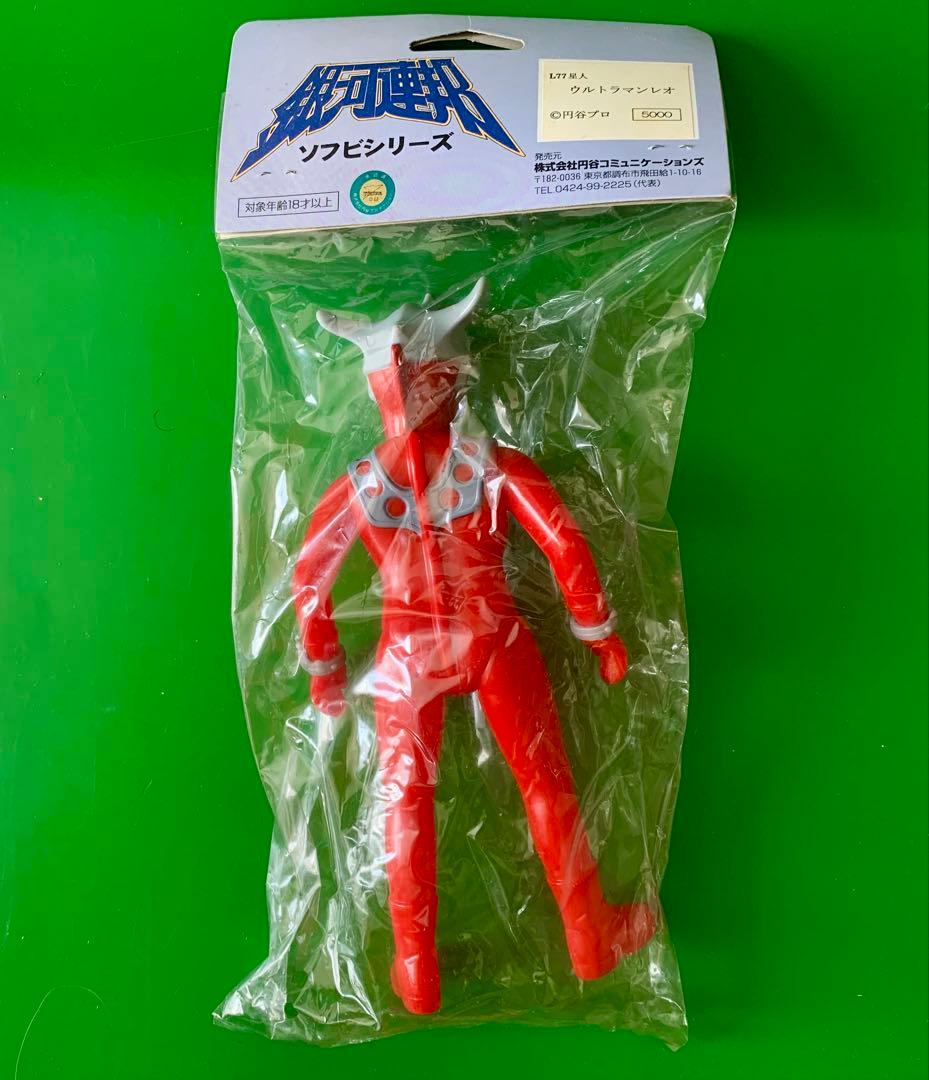 銀河連邦
ソフビシリーズ
対象年齢18才以上
L77星人
ウルトラマンレオ
©円谷プロ 5000
発売元
株式会社円谷コミュニケーションズ
〒182-0036 東京都調布市飛田給1-10-16
TEL 0424-99-2225(代表)